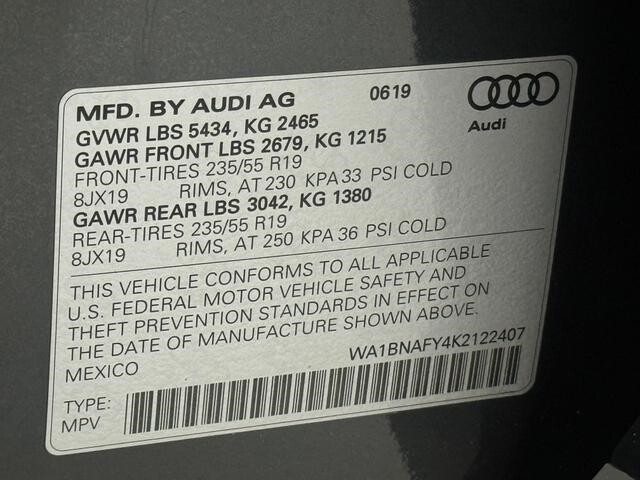 MFD. BY AUDI AG 0619
Audi
GVWR LBS 5434, KG 2465
GAWR FRONT LBS 2679, KG 1215
FRONT-TIRES 235/55 R19
8JX19 RIMS, AT 230 KPA 33 PSI COLD
GAWR REAR LBS 3042, KG 1380
REAR-TIRES 235/55 R19
8JX19 RIMS, AT 250 KPA 36 PSI COLD
THIS VEHICLE CONFORMS TO ALL APPLICABLE
U.S. FEDERAL MOTOR VEHICLE SAFETY AND
THEFT PREVENTION STANDARDS IN EFFECT ON
THE DATE OF MANUFACTURE SHOWN ABOVE.
MEXICO WA1BNAFY4K2122407
TYPE:
MPV